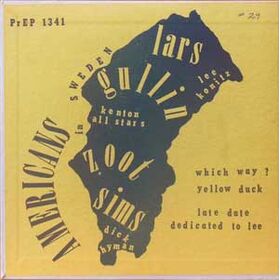 PrEP 1341
# 29
lars
gullin
lee
konitz
AMERICANS
in
SWEDEN
kenton
all stars
zoot
sims
dick
hyman
which way ?
yellow duck
late date
dedicated to lee